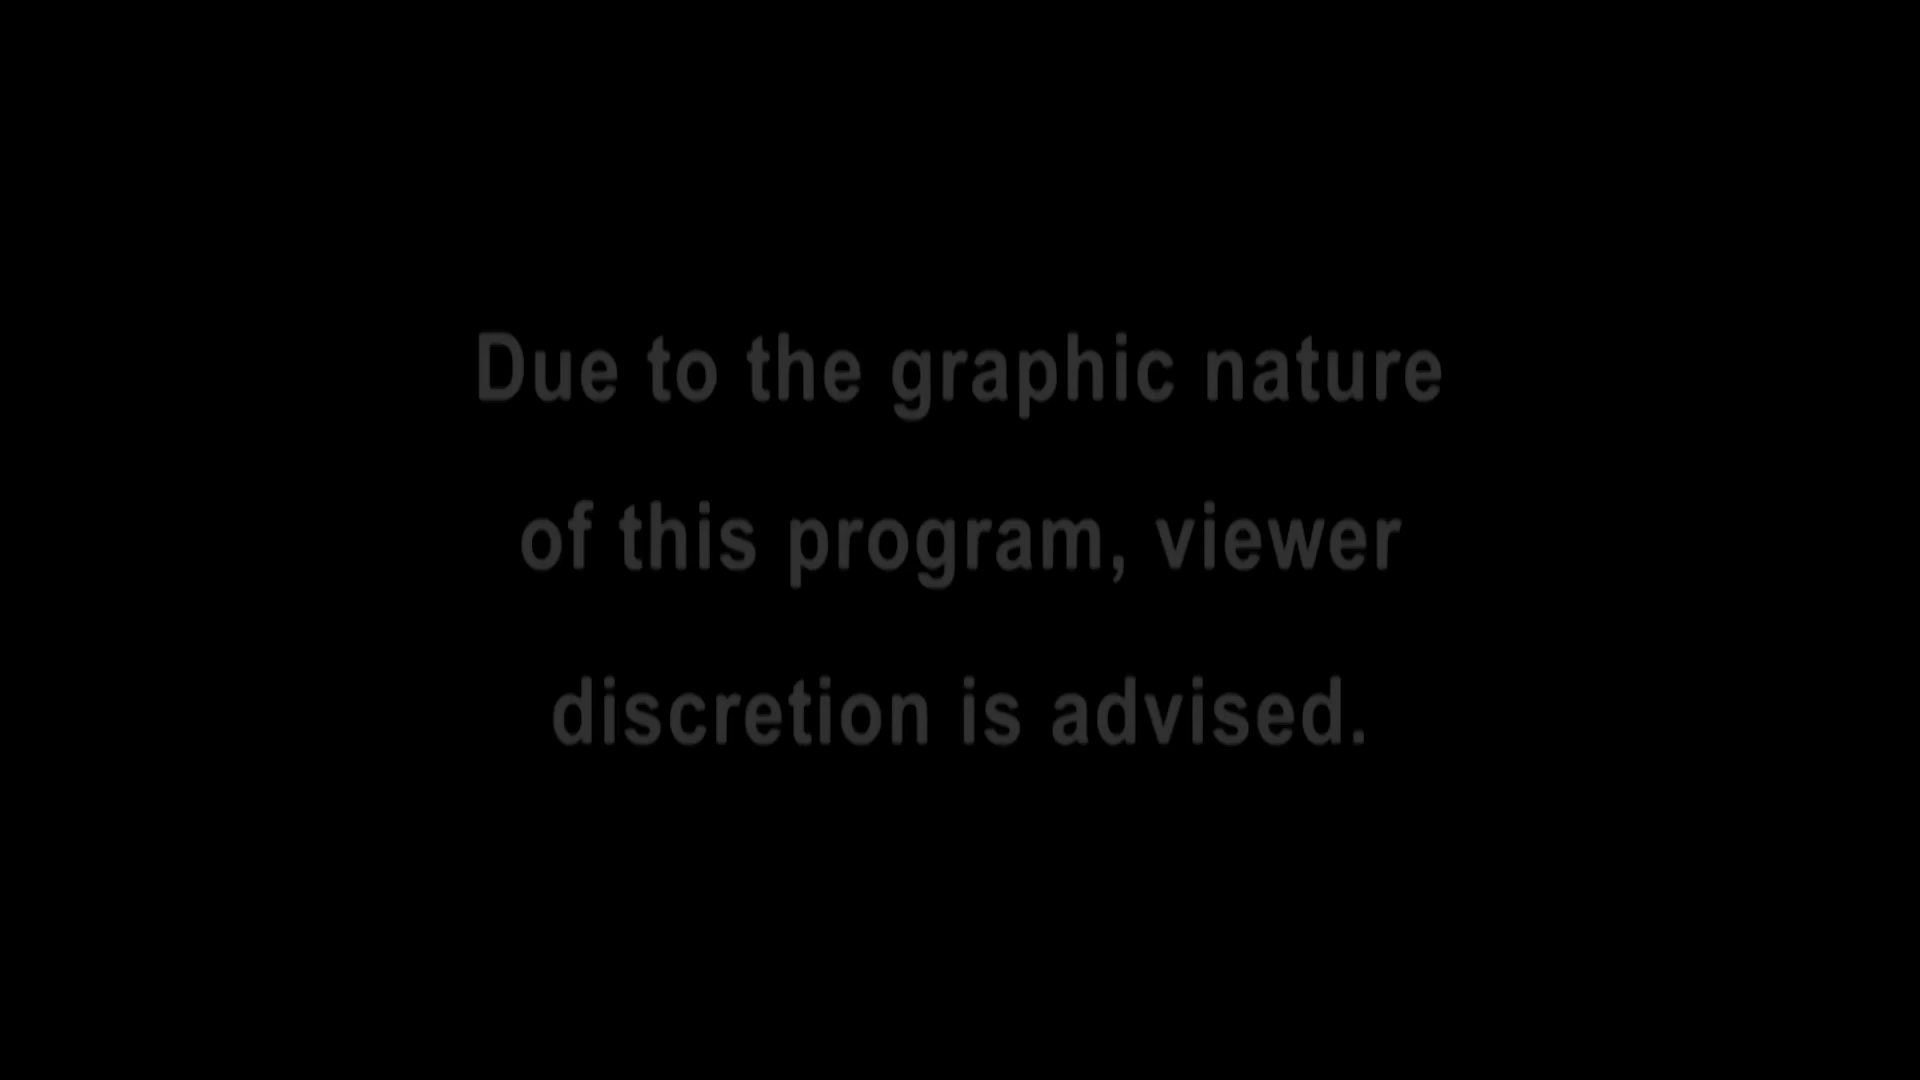 Due to the graphic nature
of this program, viewer
discretion is advised.